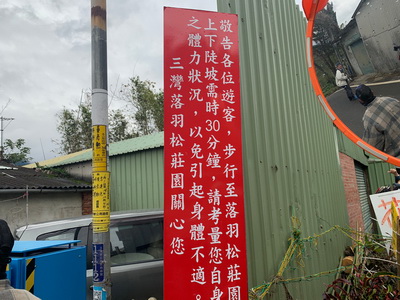 敬告各位遊客，步行至落羽松莊園
上下陡坡需時30分鐘，請考量您自身
之體力狀況，以免引起身體不適。
三灣落羽松莊園關心您